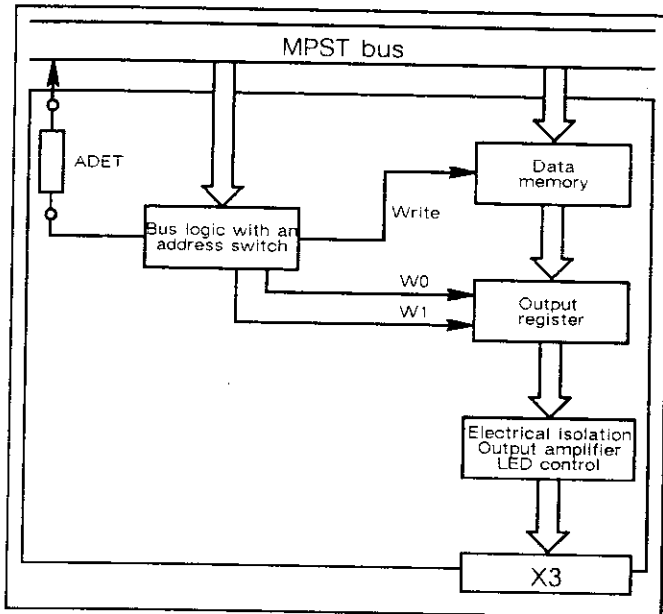 MPST bus
ADET
Data
memory
Write
Bus logic with an
address switch
W0
W1
Output
register
Electrical isolation
Output amplifier
LED control
X3